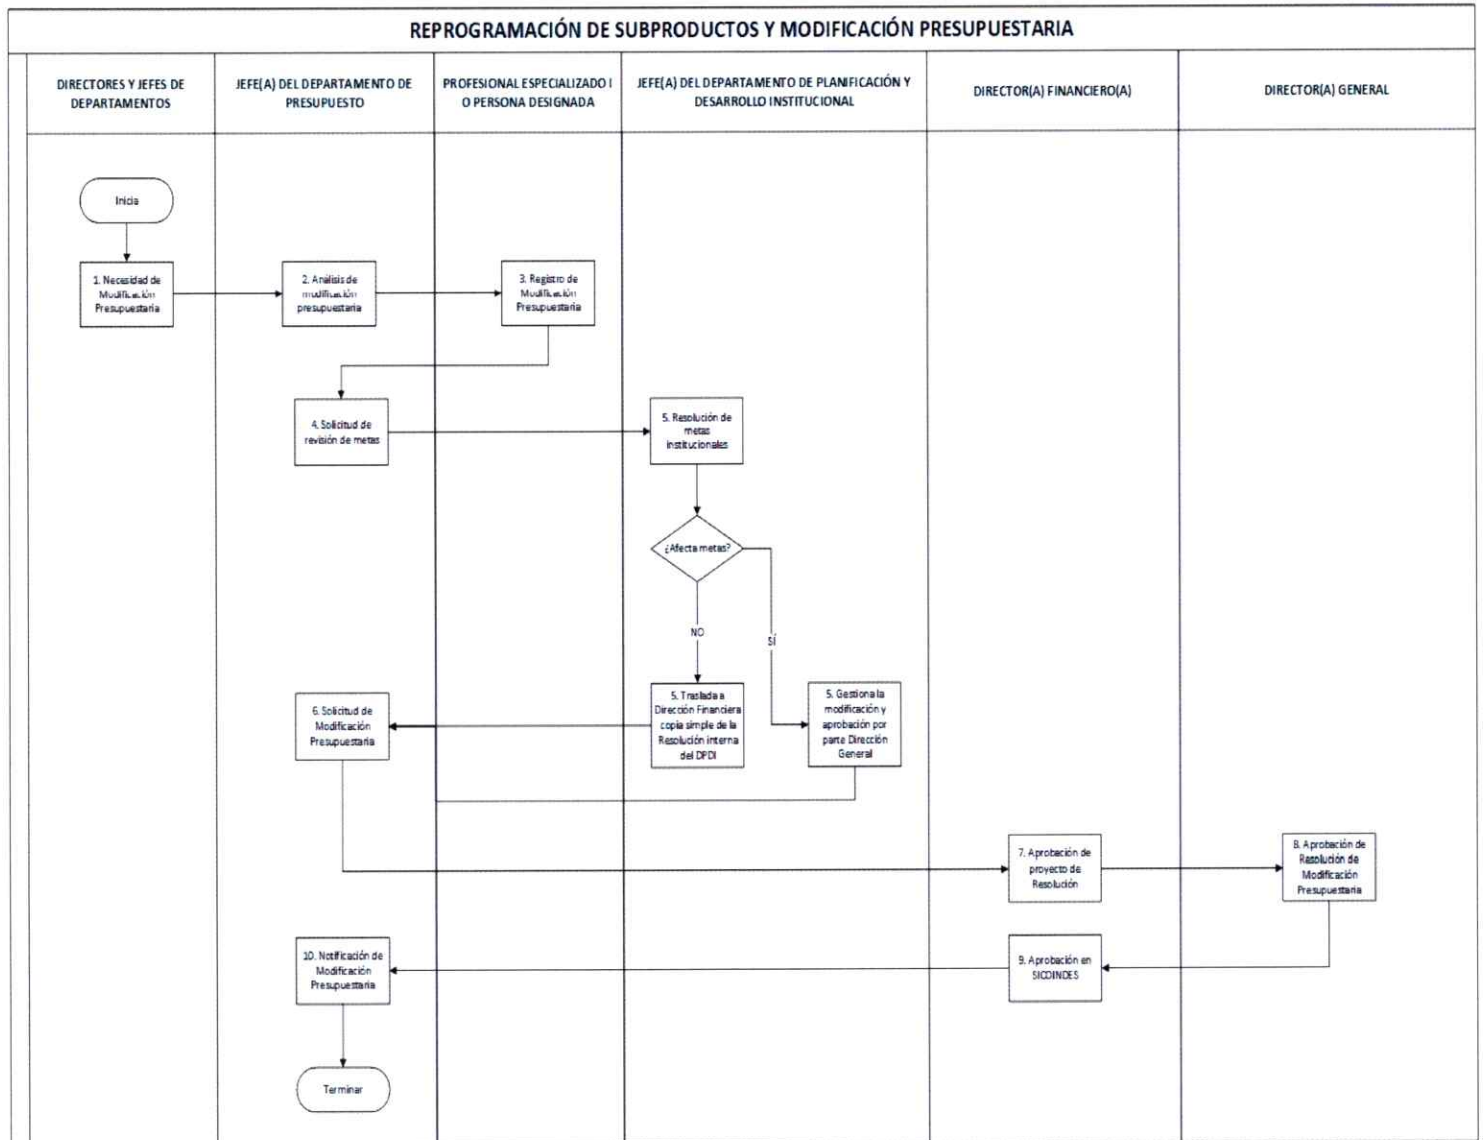 REPROGRAMACIÓN DE SUBPRODUCTOS Y MODIFICACIÓN PRESUPUESTARIA
DIRECTORES Y JEFES DE
DEPARTAMENTOS
JEFE(A) DEL DEPARTAMENTO DE
PRESUPUESTO
PROFESIONAL ESPECIALIZADO I
O PERSONA DESIGNADA
JEFE(A) DEL DEPARTAMENTO DE PLANIFICACIÓN Y
DESARROLLO INSTITUCIONAL
DIRECTOR(A) FINANCIERO(A)
DIRECTOR(A) GENERAL
Inicia
1. Necesidad de
Modificación
Presupuestaria
2. Análisis de
modificación
presupuestaria
3. Registro de
Modificación
Presupuestaria
4. Solicitud de
revisión de metas
5. Resolución de
metas
institucionales
¿Afecta metas?
NO
SÍ
6. Solicitud de
Modificación
Presupuestaria
5. Traslada a
Dirección Financiera
copia simple de la
Resolución interna
del DPDI
5. Gestiona la
modificación y
aprobación por
parte Dirección
General
7. Aprobación de
proyecto de
Resolución
8. Aprobación de
Resolución de
Modificación
Presupuestaria
10. Notificación de
Modificación
Presupuestaria
9. Aprobación en
SICOINDES
Terminar